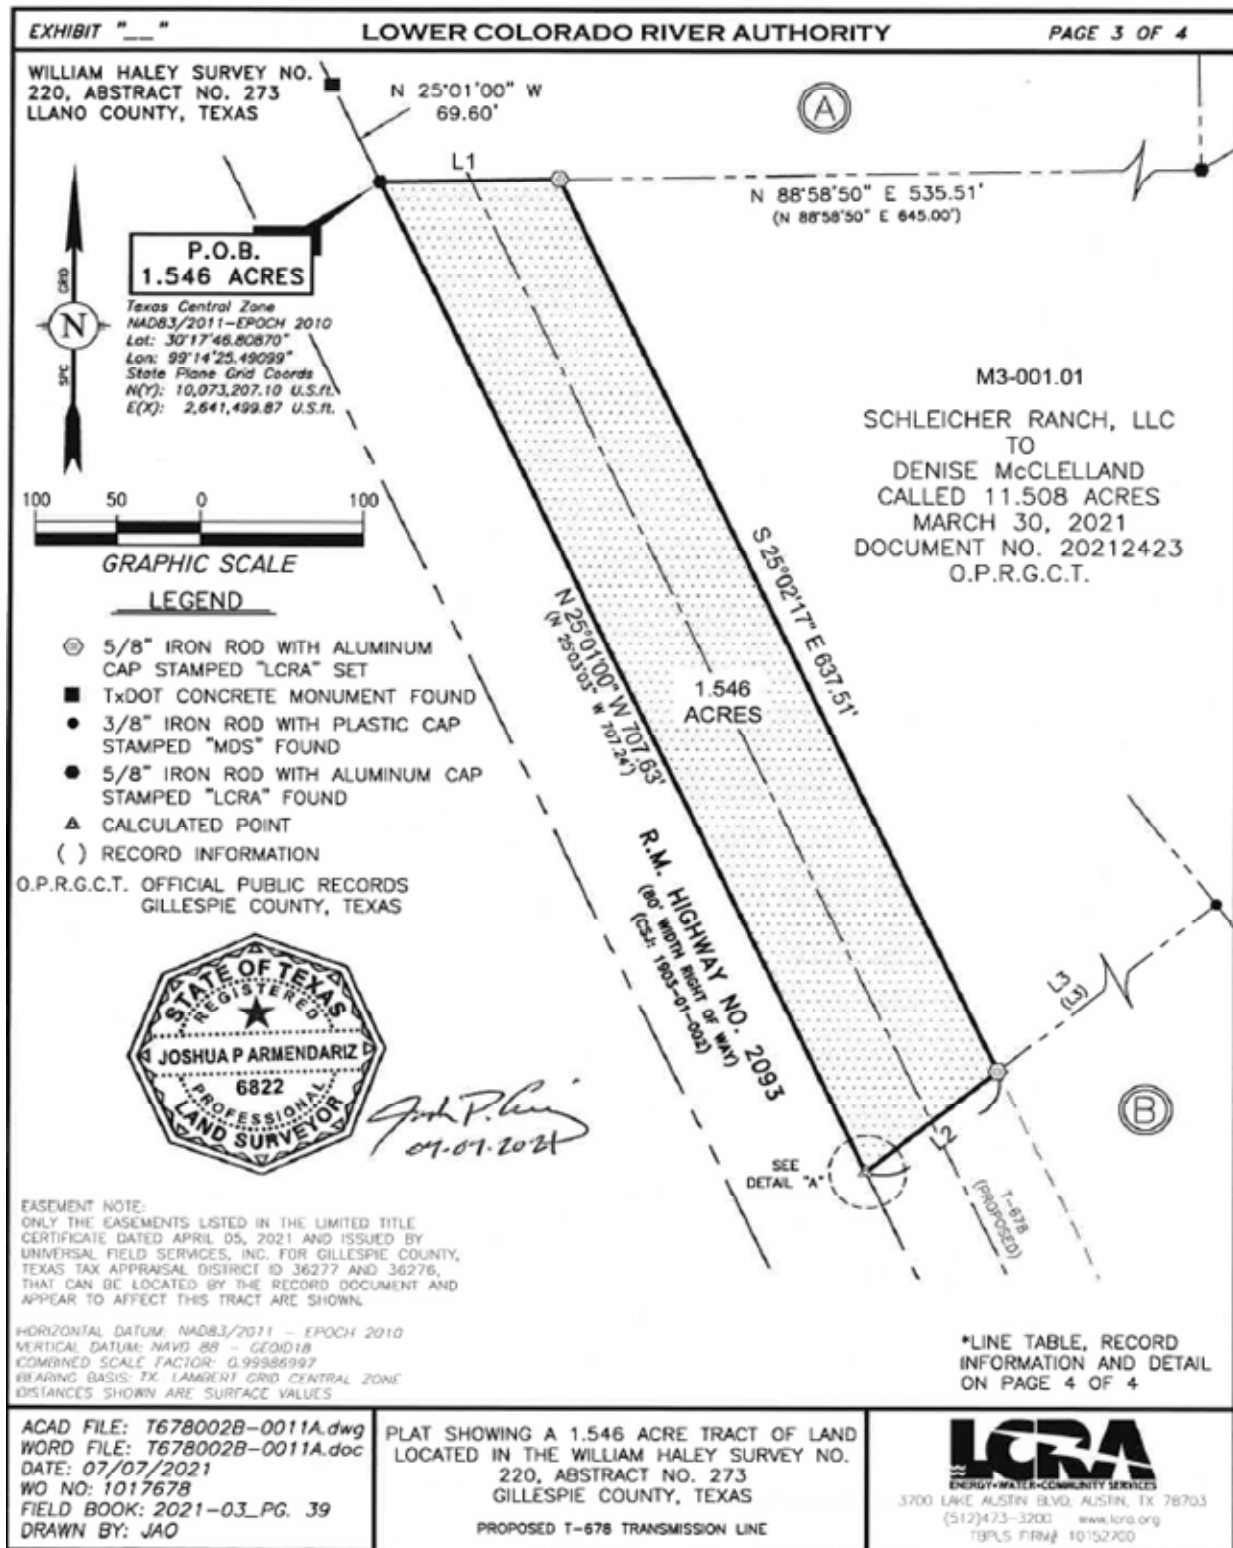 EXHIBIT "__"
LOWER COLORADO RIVER AUTHORITY
PAGE 3 OF 4
WILLIAM HALEY SURVEY NO.
220, ABSTRACT NO. 273
LLANO COUNTY, TEXAS
N 25°01'00" W
69.60'
A
L1
N 88°58'50" E 535.51'
(N 88°58'50" E 645.00')
P.O.B.
1.546 ACRES
Texas Central Zone
NAD83/2011-EPOCH 2010
Lat: 30°17'46.80870"
Lon: 99°14'25.49099"
State Plane Grid Coords
N(Y): 10,073,207.10 U.S.ft.
E(X): 2,641,499.87 U.S.ft.
GRID
N
SPC
M3-001.01
SCHLEICHER RANCH, LLC
TO
DENISE McCLELLAND
CALLED 11.508 ACRES
MARCH 30, 2021
DOCUMENT NO. 20212423
O.P.R.G.C.T.
100 50 0 100
GRAPHIC SCALE
LEGEND
5/8" IRON ROD WITH ALUMINUM
CAP STAMPED "LCRA" SET
TxDOT CONCRETE MONUMENT FOUND
3/8" IRON ROD WITH PLASTIC CAP
STAMPED "MDS" FOUND
5/8" IRON ROD WITH ALUMINUM CAP
STAMPED "LCRA" FOUND
CALCULATED POINT
( ) RECORD INFORMATION
O.P.R.G.C.T. OFFICIAL PUBLIC RECORDS
GILLESPIE COUNTY, TEXAS
S 25°02'17" E 637.51'
N 25°01'00" W 707.63'
(N 25°03'03" W 707.24')
1.546
ACRES
R.M. HIGHWAY NO. 2093
(80' WIDTH RIGHT OF WAY)
(CSJ: 1903-01-002)
L3
(L3)
B
L2
SEE
DETAIL "A"
T-678
(PROPOSED)
STATE OF TEXAS
REGISTERED
JOSHUA P ARMENDARIZ
6822
PROFESSIONAL
LAND SURVEYOR
07-07-2021
EASEMENT NOTE:
ONLY THE EASEMENTS LISTED IN THE LIMITED TITLE
CERTIFICATE DATED APRIL 05, 2021 AND ISSUED BY
UNIVERSAL FIELD SERVICES, INC. FOR GILLESPIE COUNTY,
TEXAS TAX APPRAISAL DISTRICT ID 36277 AND 36276,
THAT CAN BE LOCATED BY THE RECORD DOCUMENT AND
APPEAR TO AFFECT THIS TRACT ARE SHOWN.
HORIZONTAL DATUM: NAD83/2011 - EPOCH 2010
VERTICAL DATUM: NAVD 88 - GEOID18
COMBINED SCALE FACTOR: 0.99986997
BEARING BASIS: TX. LAMBERT GRID CENTRAL ZONE
DISTANCES SHOWN ARE SURFACE VALUES
*LINE TABLE, RECORD
INFORMATION AND DETAIL
ON PAGE 4 OF 4
ACAD FILE: T678002B-0011A.dwg
WORD FILE: T678002B-0011A.doc
DATE: 07/07/2021
WO NO: 1017678
FIELD BOOK: 2021-03_PG. 39
DRAWN BY: JAO
PLAT SHOWING A 1.546 ACRE TRACT OF LAND
LOCATED IN THE WILLIAM HALEY SURVEY NO.
220, ABSTRACT NO. 273
GILLESPIE COUNTY, TEXAS
PROPOSED T-678 TRANSMISSION LINE
LCRA
ENERGY•WATER•COMMUNITY SERVICES
3700 LAKE AUSTIN BLVD, AUSTIN, TX 78703
(512)473-3200 www.lcra.org
TBPLS FIRM# 10152700